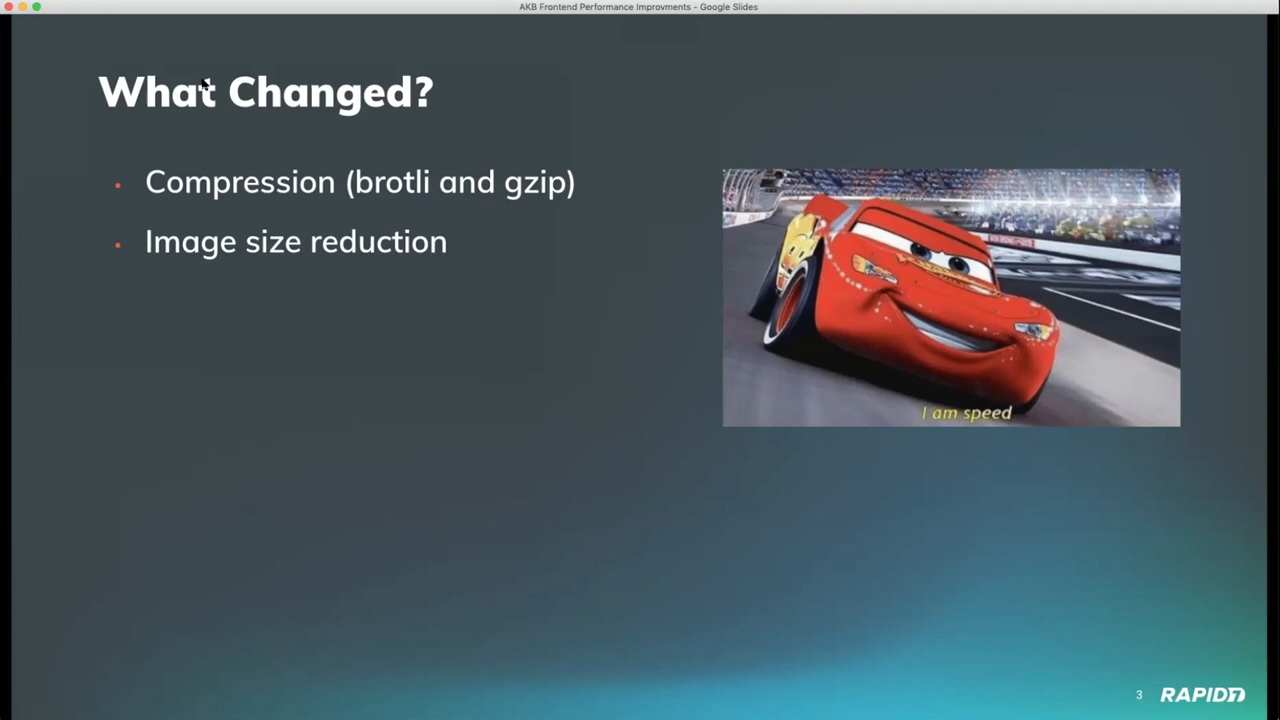 AKB Frontend Performance Improvments - Google Slides
What Changed?
• Compression (brotli and gzip)
• Image size reduction
I am speed
3 RAPID7